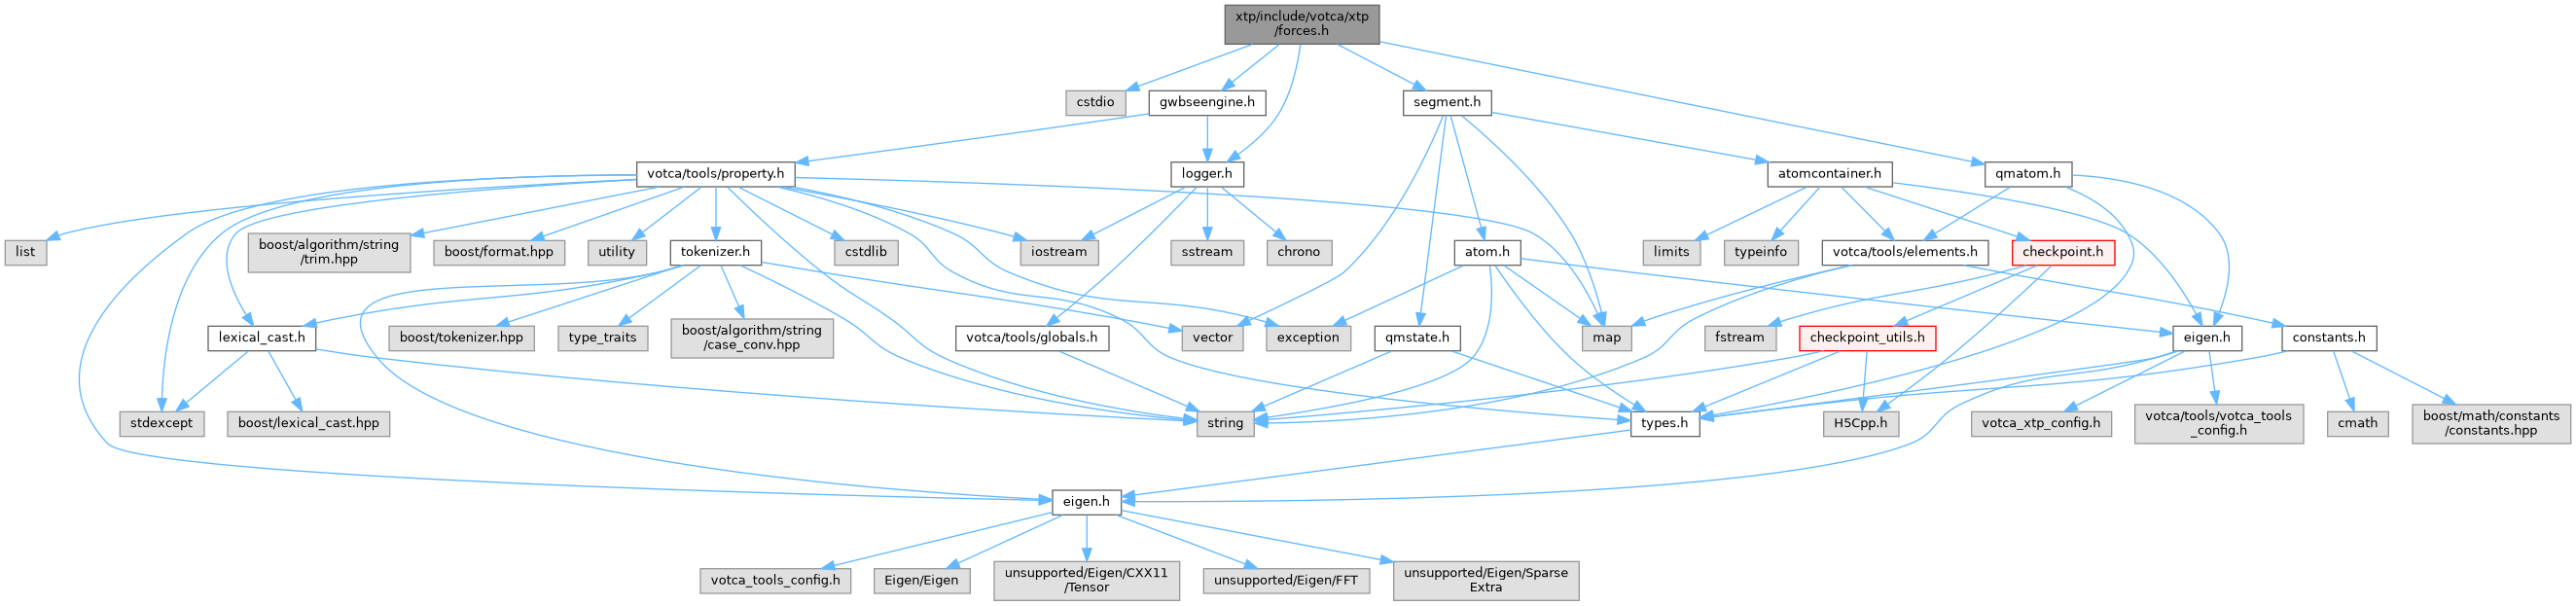 xtp/include/votca/xtp
/forces.h
cstdio
gwbseengine.h
segment.h
votca/tools/property.h
logger.h
atomcontainer.h
qmatom.h
list
boost/algorithm/string
/trim.hpp
boost/format.hpp
utility
tokenizer.h
cstdlib
iostream
sstream
chrono
atom.h
limits
typeinfo
votca/tools/elements.h
checkpoint.h
lexical_cast.h
boost/tokenizer.hpp
type_traits
boost/algorithm/string
/case_conv.hpp
votca/tools/globals.h
vector
exception
qmstate.h
map
fstream
checkpoint_utils.h
eigen.h
constants.h
stdexcept
boost/lexical_cast.hpp
string
types.h
H5Cpp.h
votca_xtp_config.h
votca/tools/votca_tools
_config.h
cmath
boost/math/constants
/constants.hpp
eigen.h
votca_tools_config.h
Eigen/Eigen
unsupported/Eigen/CXX11
/Tensor
unsupported/Eigen/FFT
unsupported/Eigen/Sparse
Extra